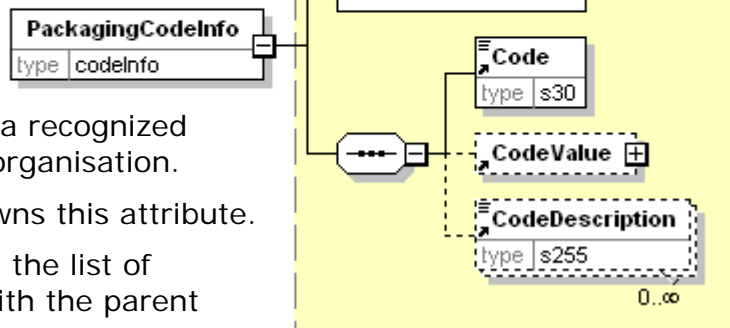 PackagingCodeInfo
type codeInfo
a recognized
organisation.
wns this attribute.
the list of
ith the parent
Code
type s30
CodeValue
CodeDescription
type s255
0..∞